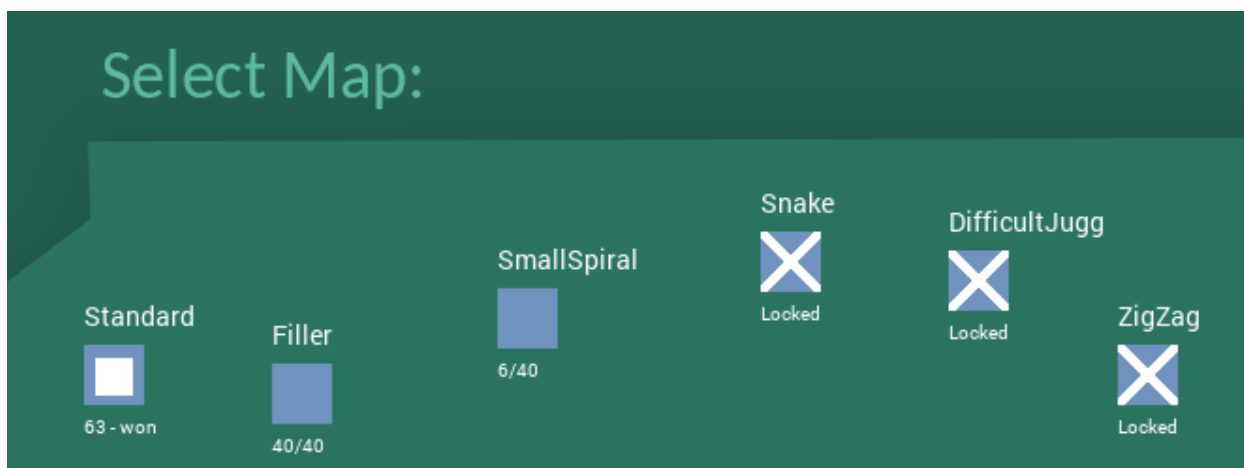 Select Map:
Standard
63 - won
Filler
40/40
SmallSpiral
6/40
Snake
Locked
DifficultJugg
Locked
ZigZag
Locked